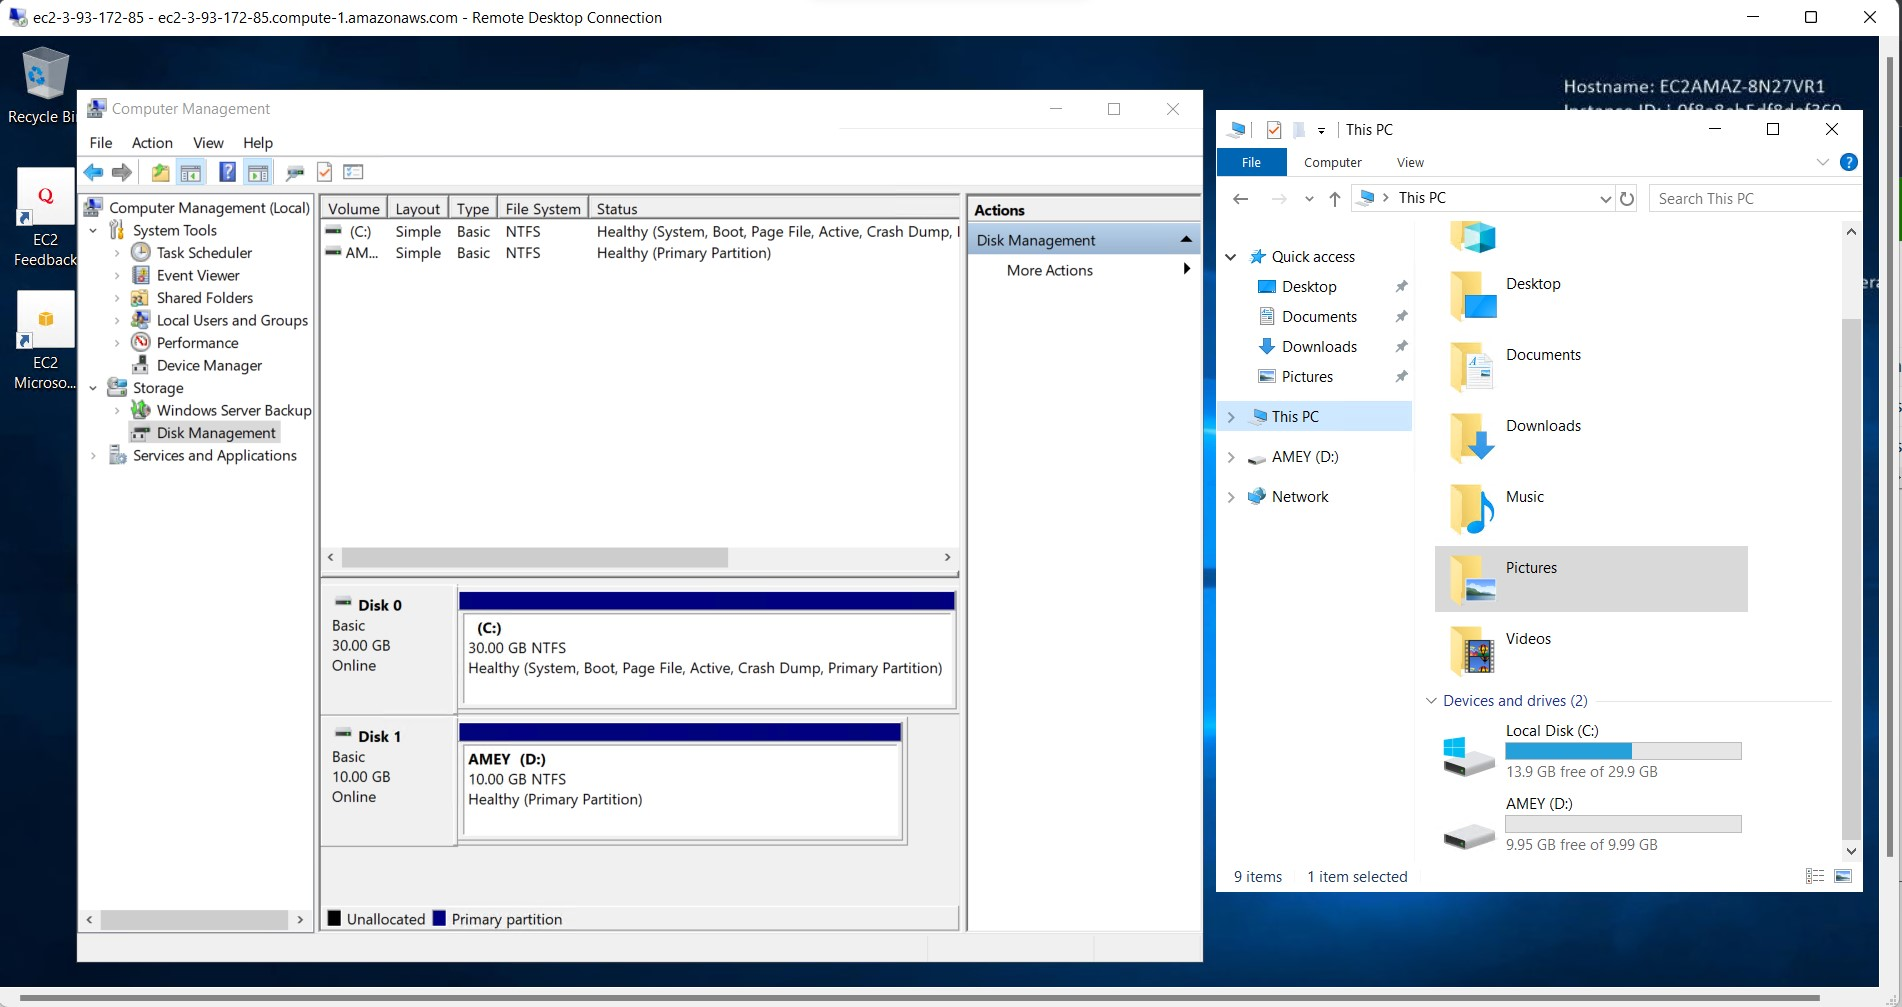 ec2-3-93-172-85 - ec2-3-93-172-85.compute-1.amazonaws.com - Remote Desktop Connection
Recycle Bi
Q
EC2
Feedback
EC2
Microso...
Hostname: EC2AMAZ-8N27VR1
Computer Management
File Action View Help
Computer Management (Local)
System Tools
Task Scheduler
Event Viewer
Shared Folders
Local Users and Groups
Performance
Device Manager
Storage
Windows Server Backup
Disk Management
Services and Applications
Volume Layout Type File System Status
(C:) Simple Basic NTFS Healthy (System, Boot, Page File, Active, Crash Dump,
AM... Simple Basic NTFS Healthy (Primary Partition)
Disk 0
Basic
30.00 GB
Online
(C:)
30.00 GB NTFS
Healthy (System, Boot, Page File, Active, Crash Dump, Primary Partition)
Disk 1
Basic
10.00 GB
Online
AMEY (D:)
10.00 GB NTFS
Healthy (Primary Partition)
Unallocated Primary partition
Actions
Disk Management
More Actions
This PC
File Computer View
?
This PC
Search This PC
Quick access
Desktop
Documents
Downloads
Pictures
This PC
AMEY (D:)
Network
Desktop
Documents
Downloads
Music
Pictures
Videos
Devices and drives (2)
Local Disk (C:)
13.9 GB free of 29.9 GB
AMEY (D:)
9.95 GB free of 9.99 GB
9 items 1 item selected